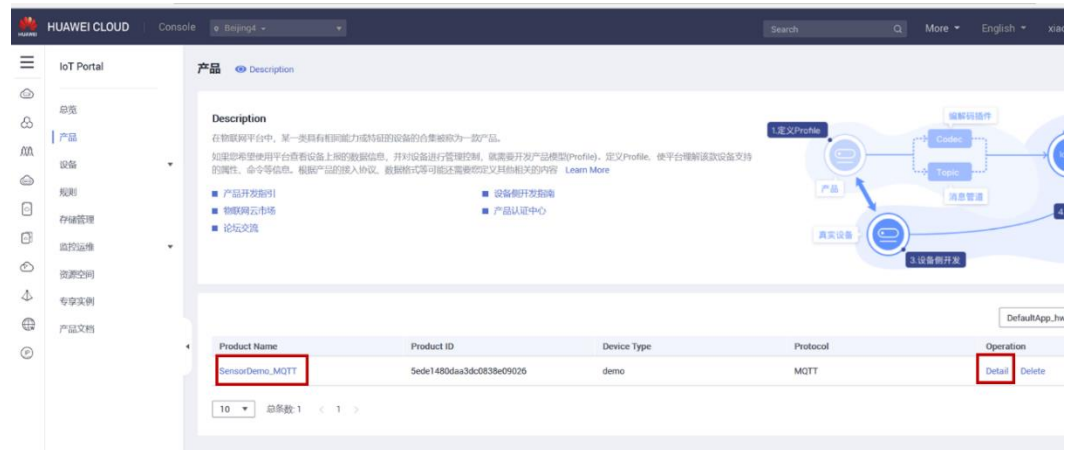 HUAWEI HUAWEI CLOUD Console Beijing4 Search More English xiao
IoT Portal
总览
产品
设备
规则
存储管理
监控运维
资源空间
专享实例
产品文档
产品 Description
Description
在物联网平台中，某一类具有相同能力或特征的设备的合集被称为一款产品。
如果您希望使用平台查看设备上报的数据信息，并对设备进行管理控制，就需要开发产品模型(Profile)。定义Profile，使平台理解该款设备支持
的属性、命令等信息。根据产品的接入协议，数据格式等可能还需要您定义其他相关的内容 Learn More
产品开发指引
设备侧开发指南
物联网云市场
产品认证中心
论坛交流
1.定义Profile
编解码插件
Codec
Topic
产品
消息管道
真实设备
3.设备侧开发
4.
DefaultApp_hw
Product Name Product ID Device Type Protocol Operation
SensorDemo_MQTT 5ede1480daa3dc0838e09026 demo MQTT Detail Delete
10 总条数: 1 < 1 >